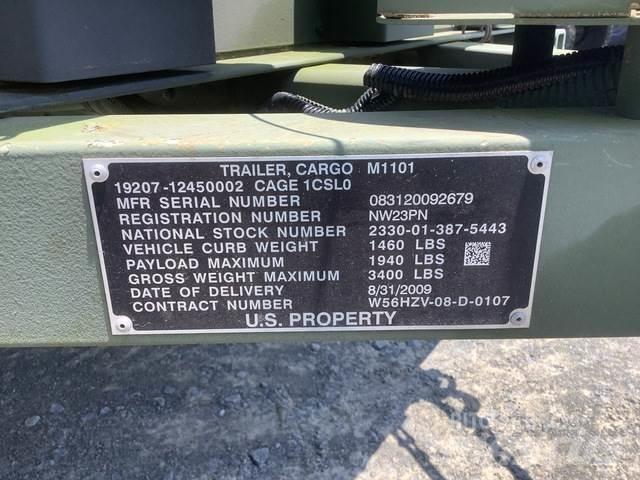 TRAILER, CARGO M1101
19207-12450002 CAGE 1CSL0
MFR SERIAL NUMBER 083120092679
REGISTRATION NUMBER NW23PN
NATIONAL STOCK NUMBER 2330-01-387-5443
VEHICLE CURB WEIGHT 1460 LBS
PAYLOAD MAXIMUM 1940 LBS
GROSS WEIGHT MAXIMUM 3400 LBS
DATE OF DELIVERY 8/31/2009
CONTRACT NUMBER W56HZV-08-D-0107
U.S. PROPERTY